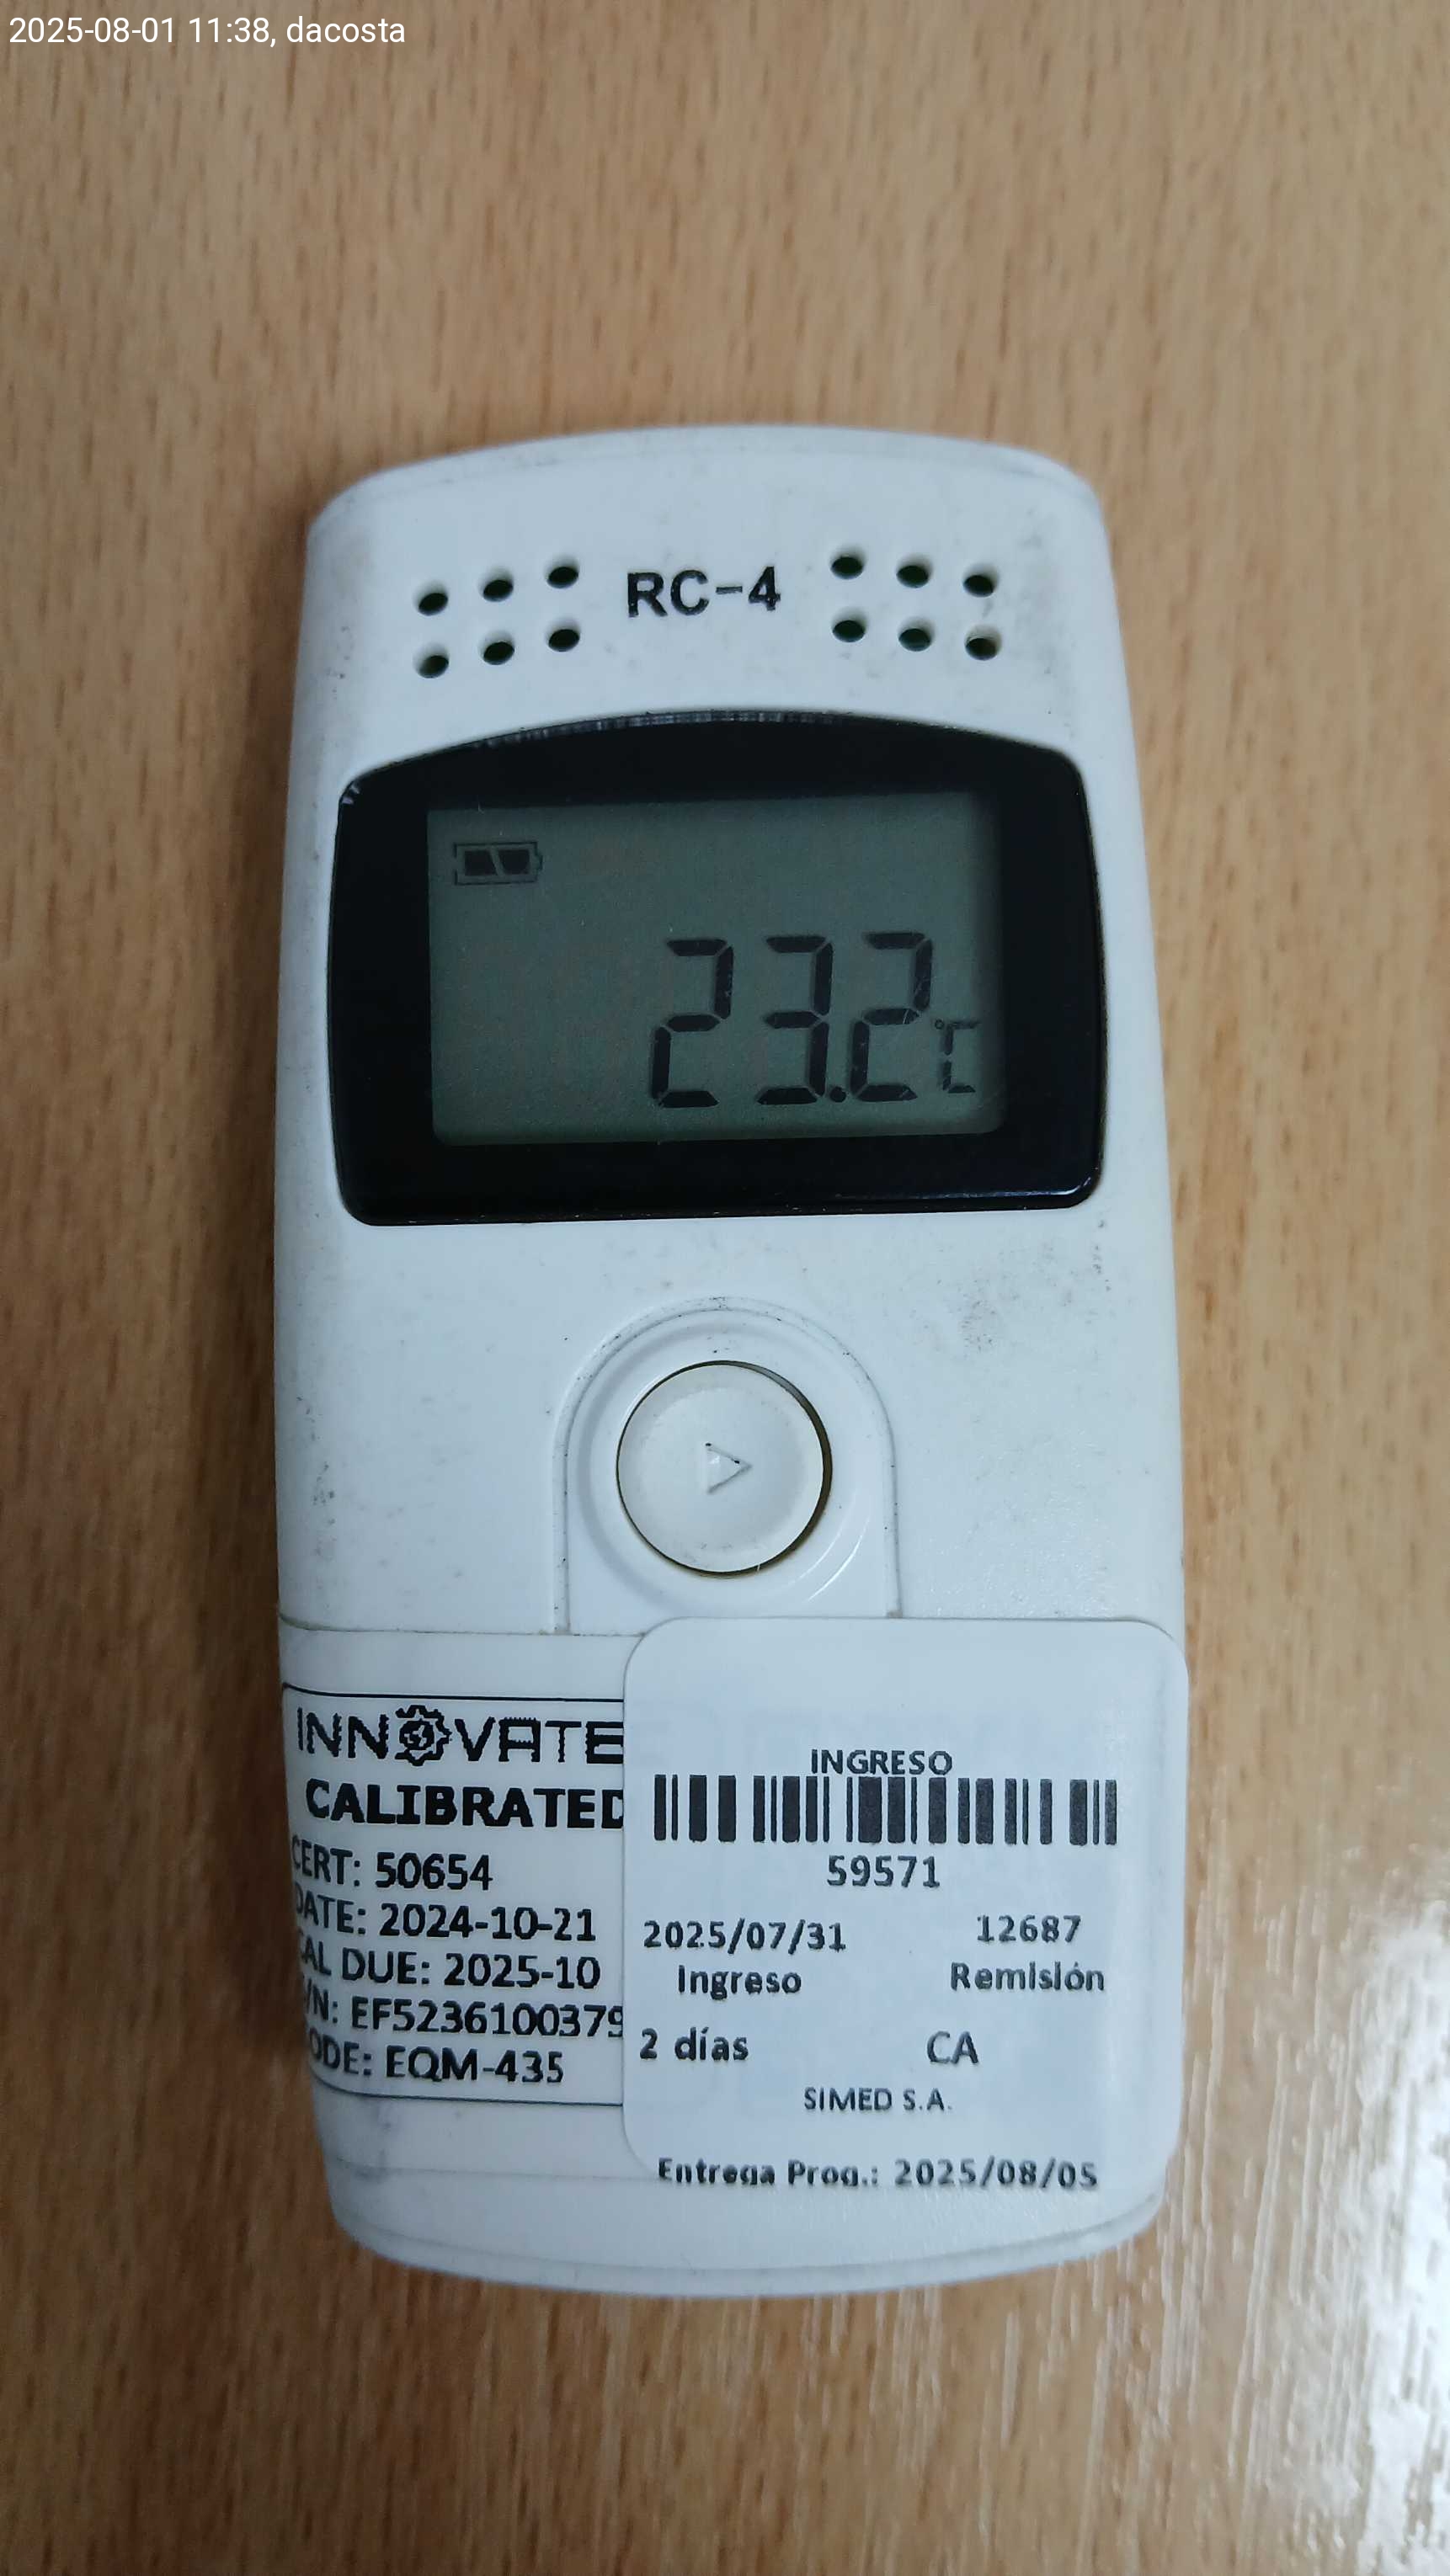 2025-08-01 11:38, dacosta
RC-4
23.2°C
INNOVATE
CALIBRATED
CERT: 50654
DATE: 2024-10-21
CAL DUE: 2025-10
S/N: EF5236100379
CODE: EQM-435
INGRESO
59571
2025/07/31 12687
Ingreso Remisión
2 días CA
SIMED S.A.
Entrega Prog.: 2025/08/05